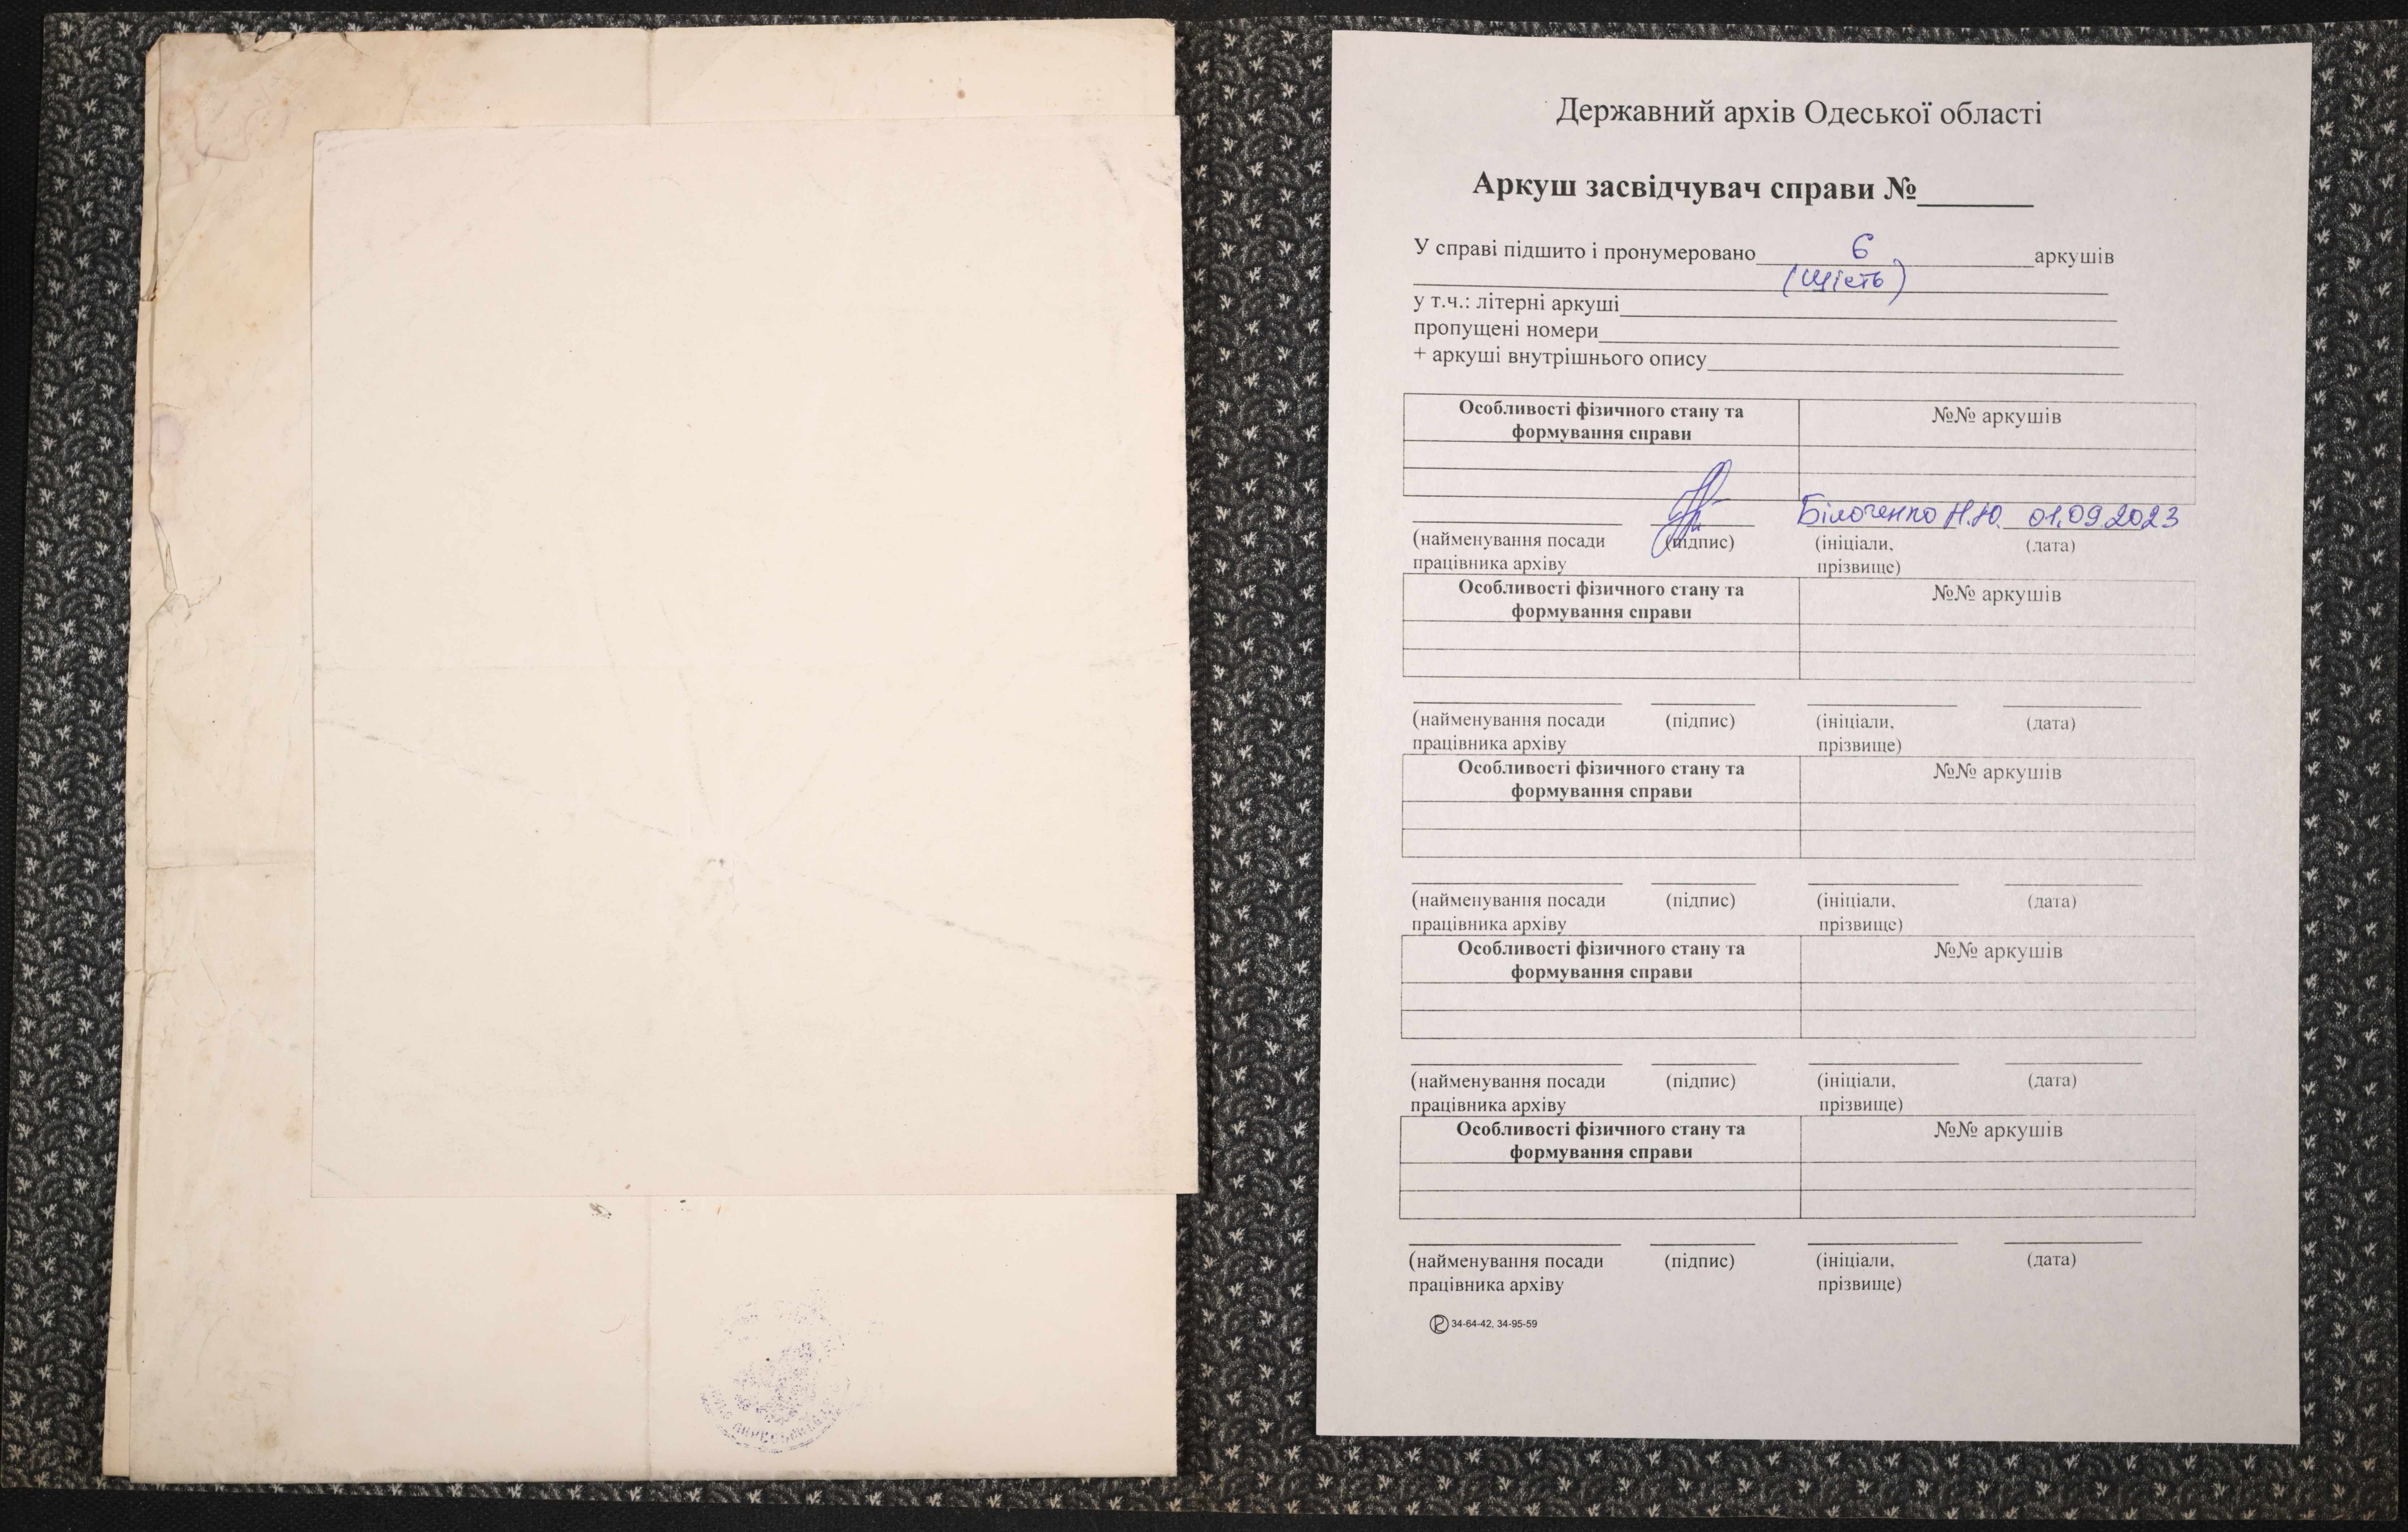 Державний архів Одеської області
Аркуш засвідчувач справи №
У справі підшито і пронумеровано 6 аркушів
(шість)
у т.ч.: літерні аркуші
пропущені номери
+ аркуші внутрішнього опису
Особливості фізичного стану та №№ аркушів
формування справи
Білоченко Н.Ю. 01.09.2023
(найменування посади (підпис) (ініціали, (дата)
працівника архіву прізвище)
Особливості фізичного стану та №№ аркушів
формування справи
(найменування посади (підпис) (ініціали, (дата)
працівника архіву прізвище)
Особливості фізичного стану та №№ аркушів
формування справи
(найменування посади (підпис) (ініціали, (дата)
працівника архіву прізвище)
Особливості фізичного стану та №№ аркушів
формування справи
(найменування посади (підпис) (ініціали, (дата)
працівника архіву прізвище)
Особливості фізичного стану та №№ аркушів
формування справи
(найменування посади (підпис) (ініціали, (дата)
працівника архіву прізвище)
34-64-42, 34-95-59